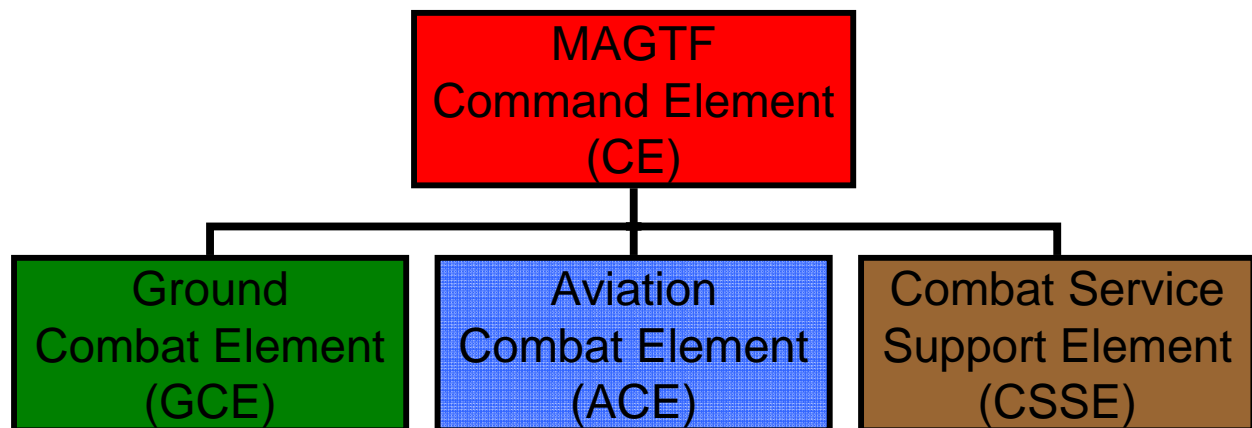 MAGTF
Command Element
(CE)
Ground
Combat Element
(GCE)
Aviation
Combat Element
(ACE)
Combat Service
Support Element
(CSSE)